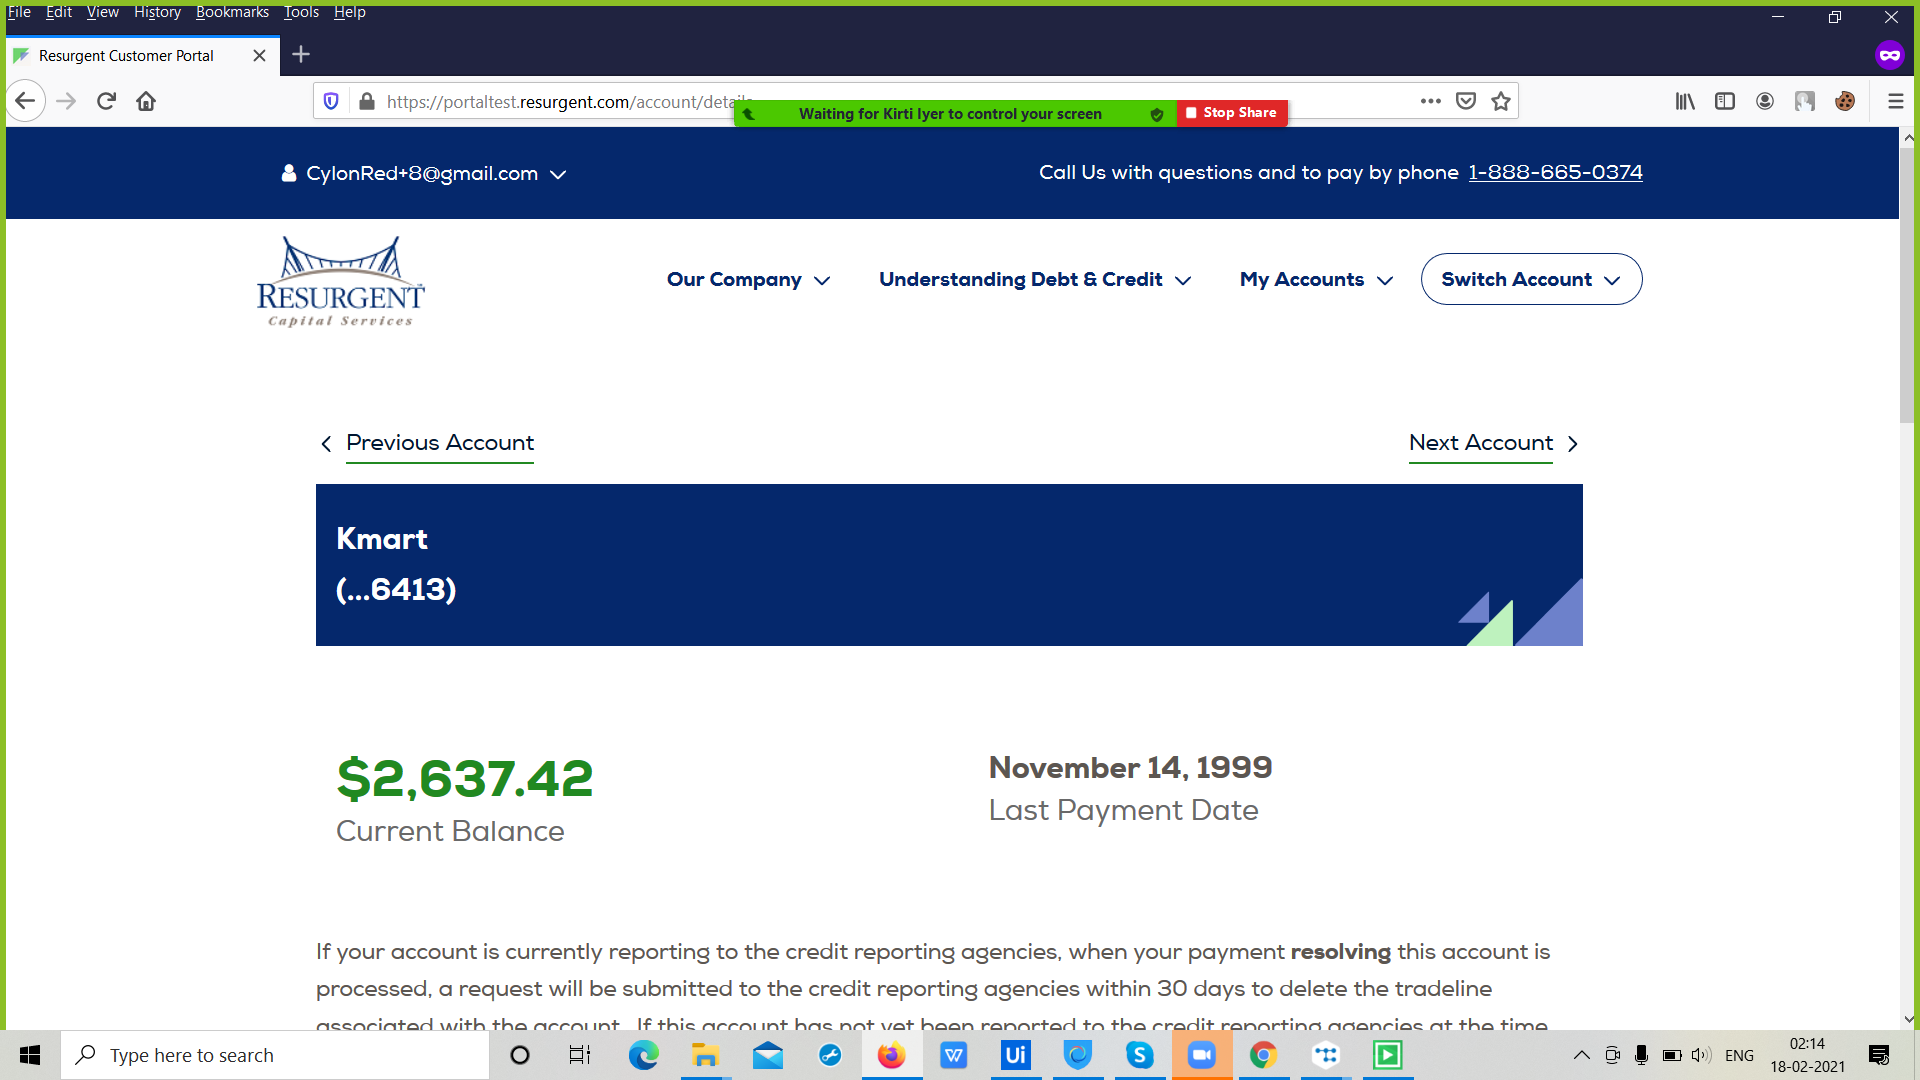 File Edit View History Bookmarks Tools Help
Resurgent Customer Portal
https://portaltest.resurgent.com/account/details
Waiting for Kirti Iyer to control your screen
Stop Share
CylonRed+8@gmail.com
Call Us with questions and to pay by phone 1-888-665-0374
RESURGENT
Capital Services
Our Company
Understanding Debt & Credit
My Accounts
Switch Account
Previous Account
Next Account
Kmart
(...6413)
$2,637.42
Current Balance
November 14, 1999
Last Payment Date
If your account is currently reporting to the credit reporting agencies, when your payment resolving this account is
processed, a request will be submitted to the credit reporting agencies within 30 days to delete the tradeline
associated with the account. If this account has not yet been reported to the credit reporting agencies at the time
Type here to search
W
Ui
S
ENG
02:14
18-02-2021